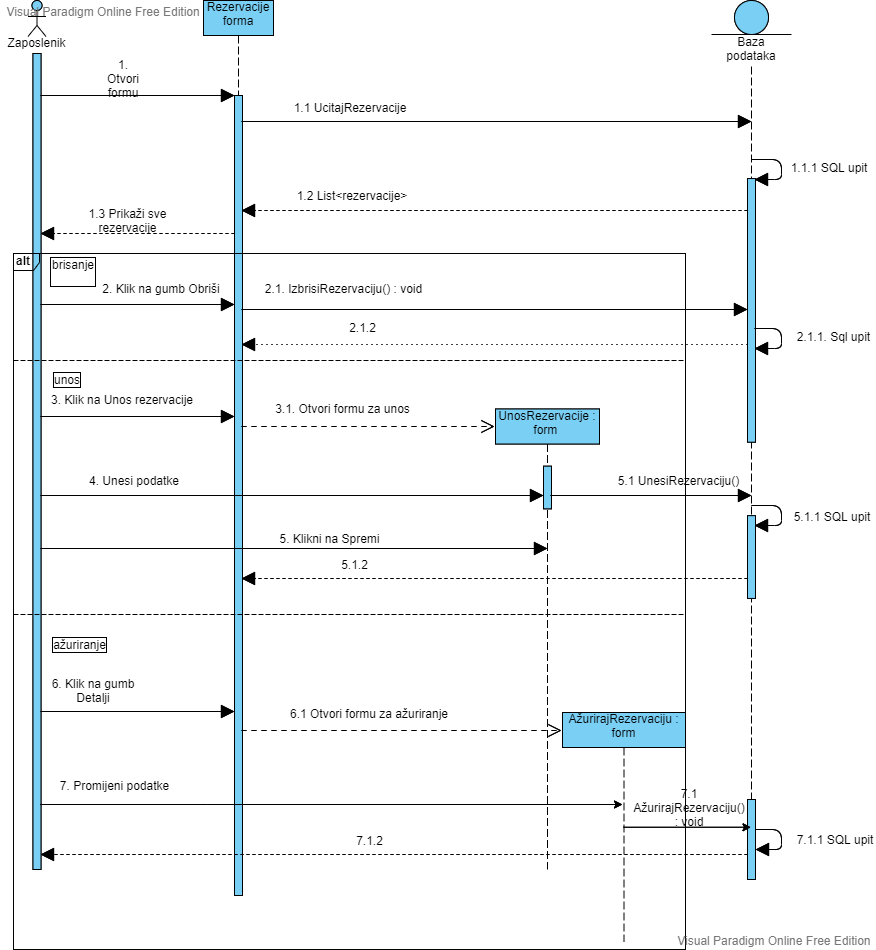 Visual Paradigm Online Free Edition
Zaposlenik
Rezervacije
forma
Baza
podataka
1.
Otvori
formu
1.1 UcitajRezervacije
1.1.1 SQL upit
1.2 List<rezervacije>
1.3 Prikaži sve
rezervacije
alt
brisanje
2. Klik na gumb Obriši
2.1. IzbrisiRezervaciju() : void
2.1.2
2.1.1. Sql upit
unos
3. Klik na Unos rezervacije
3.1. Otvori formu za unos
UnosRezervacije :
form
4. Unesi podatke
5.1 UnesiRezervaciju()
5.1.1 SQL upit
5. Klikni na Spremi
5.1.2
ažuriranje
6. Klik na gumb
Detalji
6.1 Otvori formu za ažuriranje
AžurirajRezervaciju :
form
7. Promijeni podatke
7.1
AžurirajRezervaciju()
: void
7.1.1 SQL upit
7.1.2
Visual Paradigm Online Free Edition